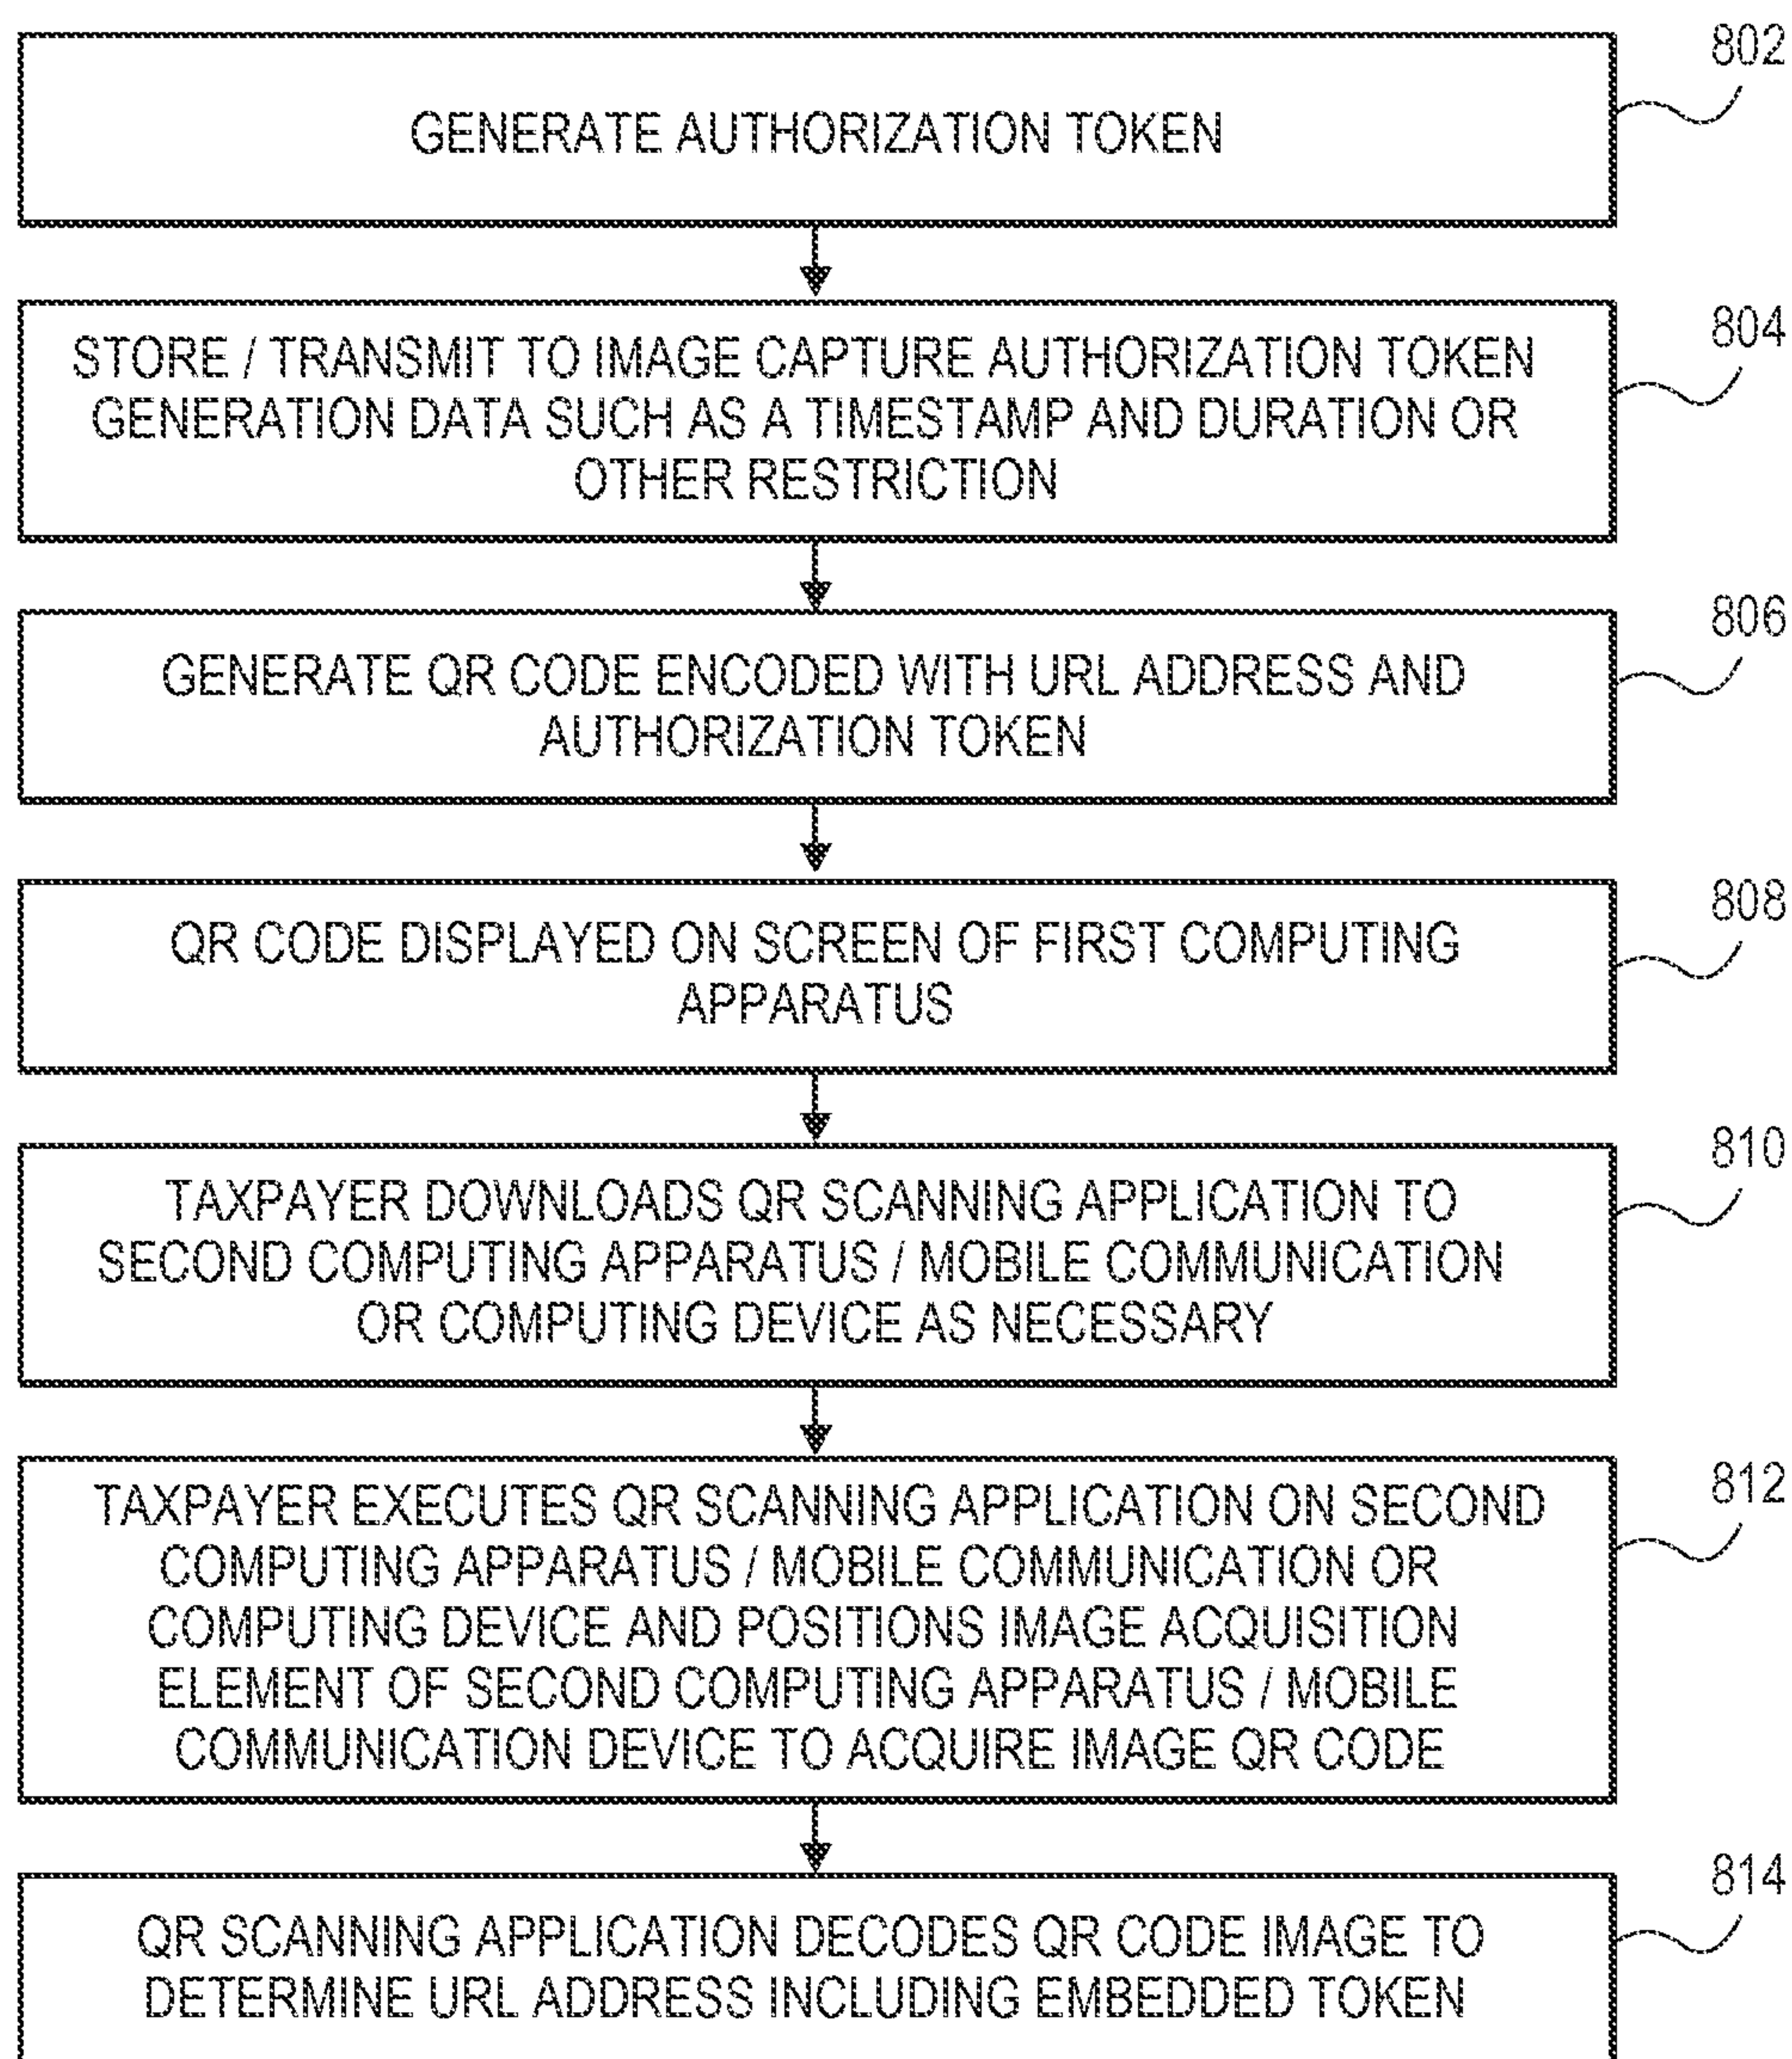 802
GENERATE AUTHORIZATION TOKEN
804
STORE / TRANSMIT TO IMAGE CAPTURE AUTHORIZATION TOKEN
GENERATION DATA SUCH AS A TIMESTAMP AND DURATION OR
OTHER RESTRICTION
806
GENERATE QR CODE ENCODED WITH URL ADDRESS AND
AUTHORIZATION TOKEN
808
QR CODE DISPLAYED ON SCREEN OF FIRST COMPUTING
APPARATUS
810
TAXPAYER DOWNLOADS QR SCANNING APPLICATION TO
SECOND COMPUTING APPARATUS / MOBILE COMMUNICATION
OR COMPUTING DEVICE AS NECESSARY
812
TAXPAYER EXECUTES QR SCANNING APPLICATION ON SECOND
COMPUTING APPARATUS / MOBILE COMMUNICATION OR
COMPUTING DEVICE AND POSITIONS IMAGE ACQUISITION
ELEMENT OF SECOND COMPUTING APPARATUS / MOBILE
COMMUNICATION DEVICE TO ACQUIRE IMAGE QR CODE
814
QR SCANNING APPLICATION DECODES QR CODE IMAGE TO
DETERMINE URL ADDRESS INCLUDING EMBEDDED TOKEN